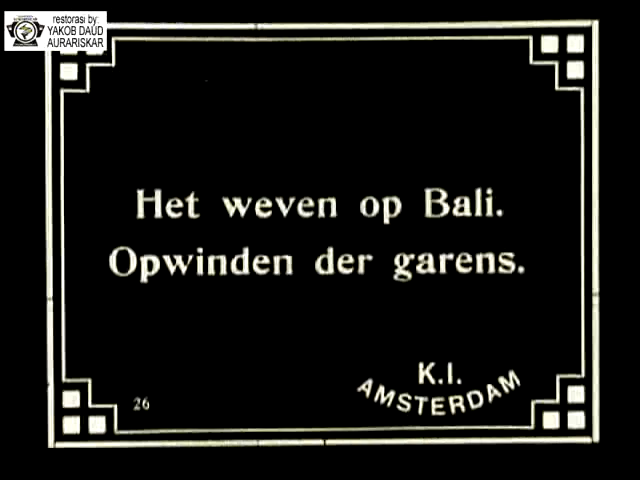 restorasi by:
YAKOB DAUD
AURARISKAR
Het weven op Bali.
Opwinden der garens.
K.I.
AMSTERDAM
26